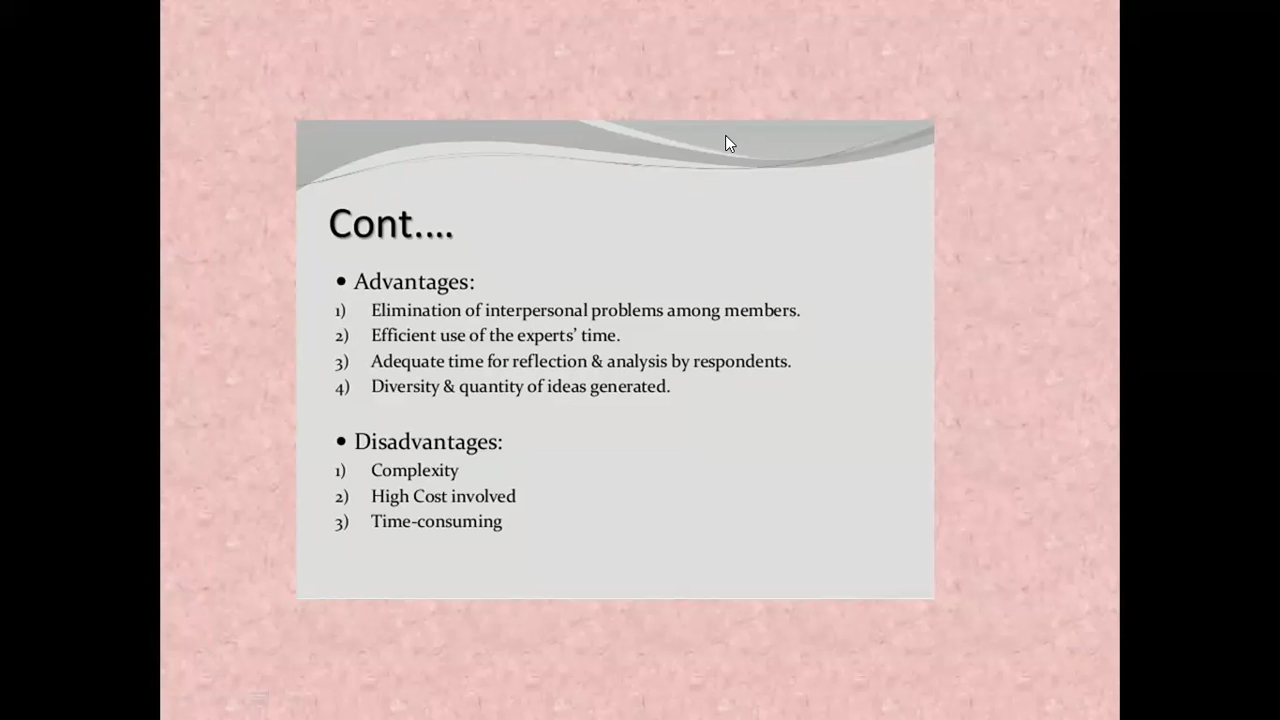 Cont....
• Advantages:
1) Elimination of interpersonal problems among members.
2) Efficient use of the experts’ time.
3) Adequate time for reflection & analysis by respondents.
4) Diversity & quantity of ideas generated.
• Disadvantages:
1) Complexity
2) High Cost involved
3) Time-consuming